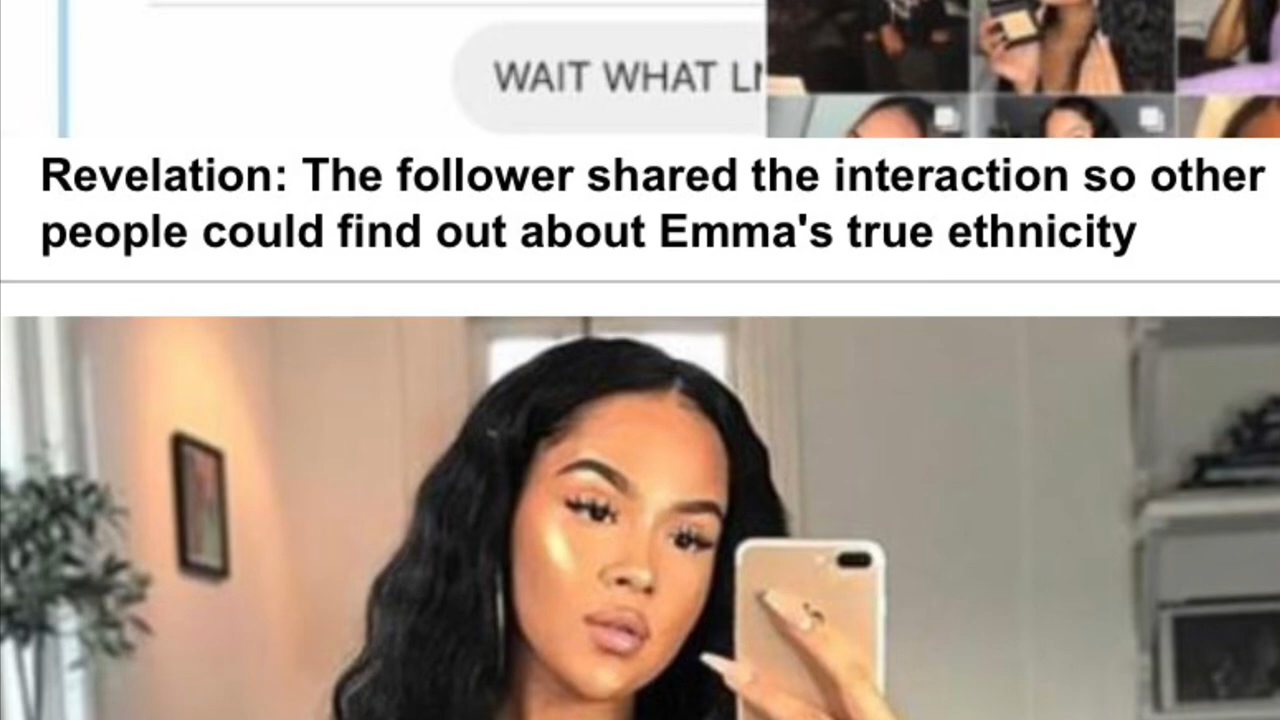 WAIT WHAT
Revelation: The follower shared the interaction so other
people could find out about Emma's true ethnicity